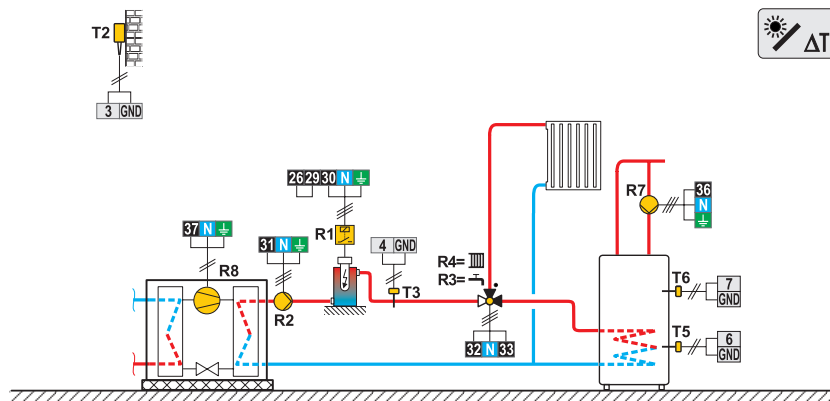 T2
3 GND
ΔT
26 29 30 N
R1
4 GND
37 N
R8
31 N
R2
T3
R4=
R3=
32 N 33
R7
36
N
T6
7
GND
T5
6
GND